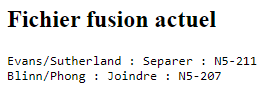 Fichier fusion actuel
Evans/Sutherland : Separer : N5-211
Blinn/Phong : Joindre : N5-207